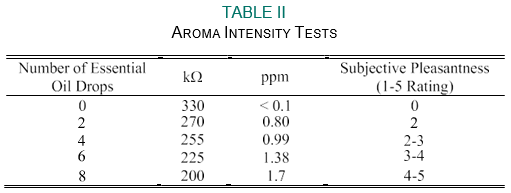 TABLE II
AROMA INTENSITY TESTS
Number of Essential Oil Drops kΩ ppm Subjective Pleasantness (1-5 Rating)
0 330 < 0.1 0
2 270 0.80 2
4 255 0.99 2-3
6 225 1.38 3-4
8 200 1.7 4-5